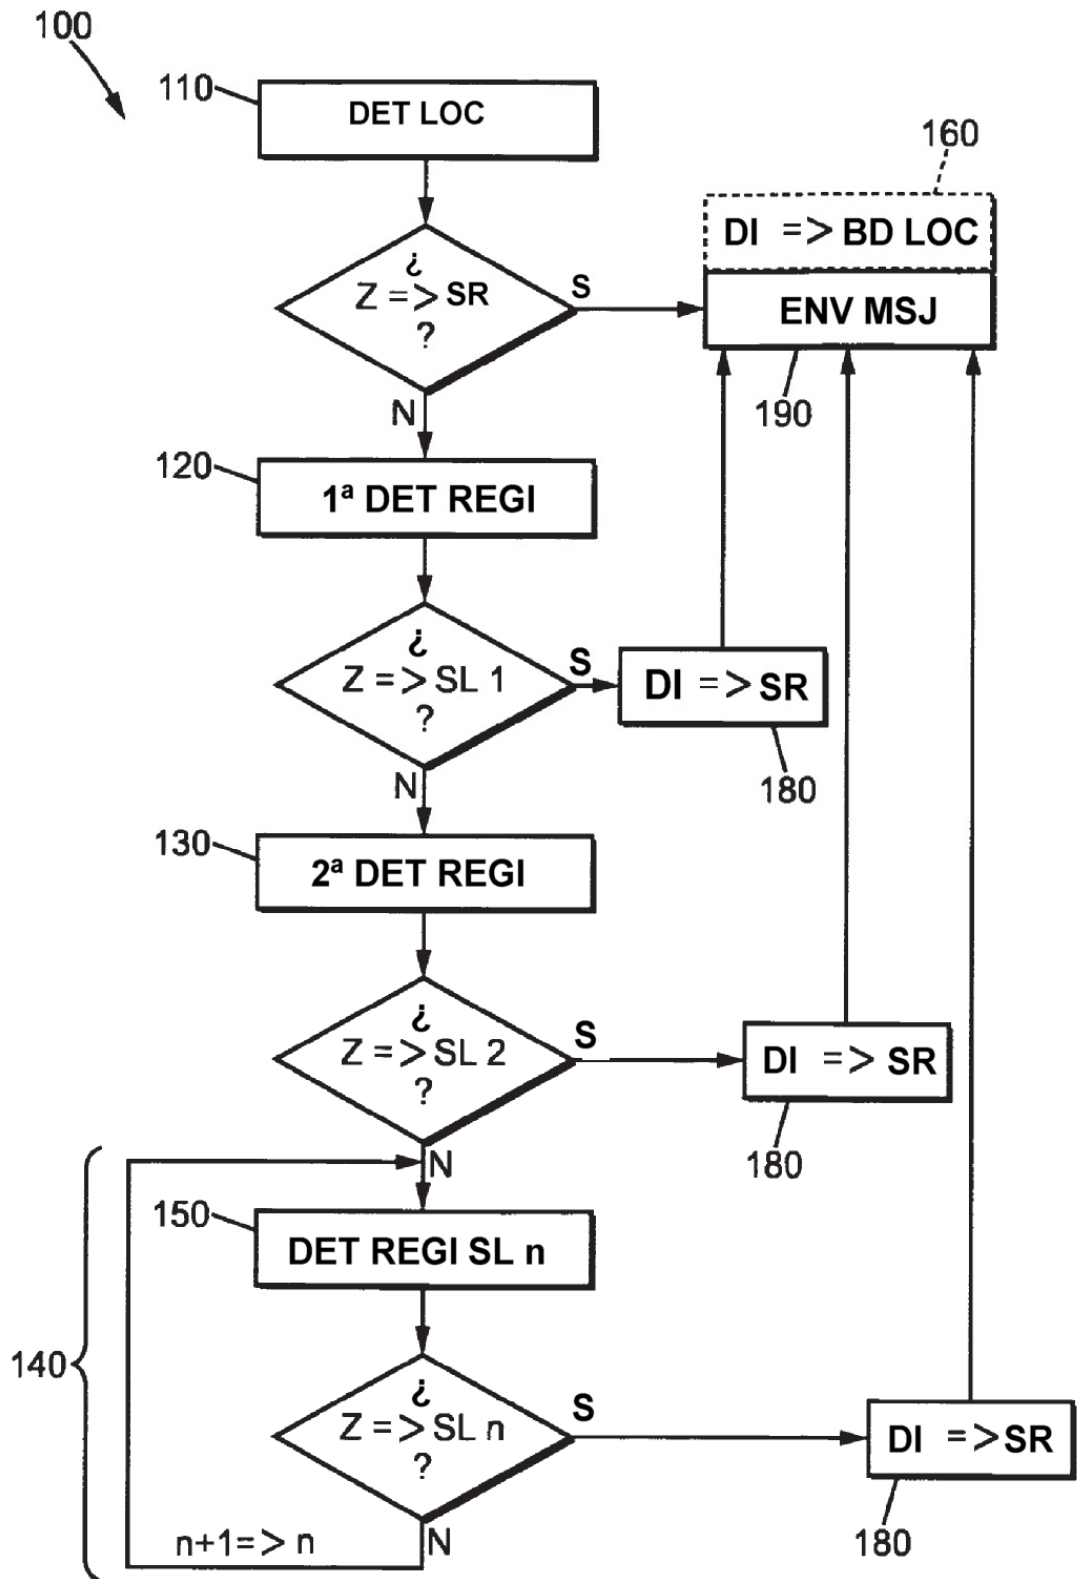 100
110
DET LOC
160
DI => BD LOC
¿
Z => SR
?
S
ENV MSJ
190
N
120
1ª DET REGI
¿
Z => SL 1
?
S
DI => SR
180
N
130
2ª DET REGI
¿
Z => SL 2
?
S
DI => SR
180
N
150
DET REGI SL n
140
¿
Z => SL n
?
S
DI => SR
180
n+1 => n
N